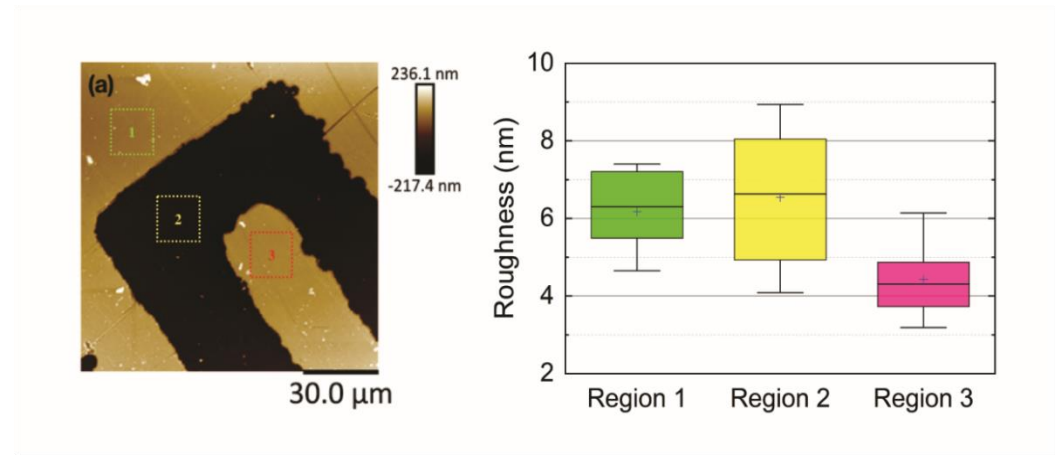 (a)
1
2
3
236.1 nm
-217.4 nm
30.0 µm
Roughness (nm)
10
8
6
4
2
Region 1 Region 2 Region 3